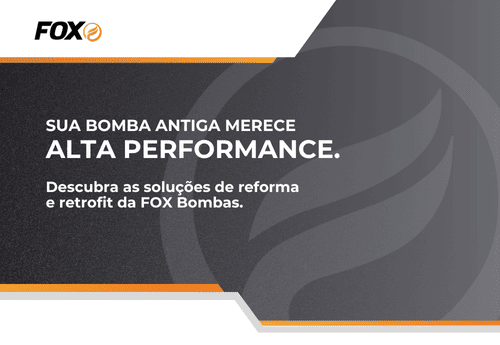 FOX
SUA BOMBA ANTIGA MERECE
ALTA PERFORMANCE.
Descubra as soluções de reforma
e retrofit da FOX Bombas.